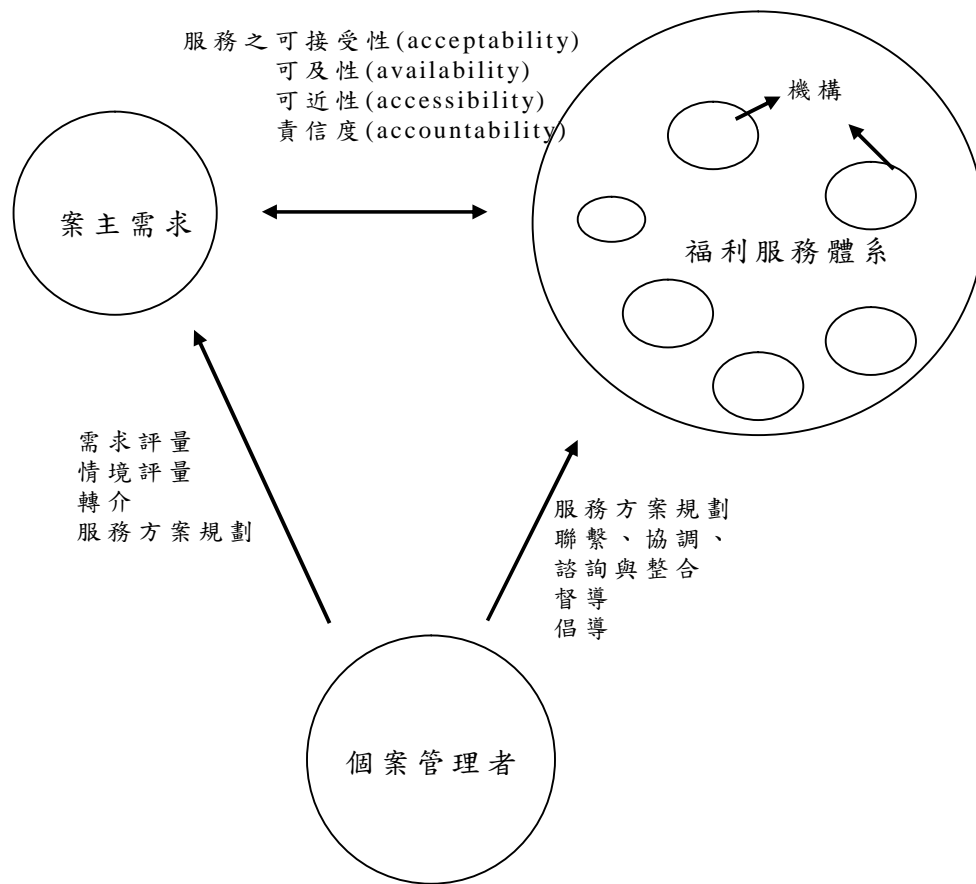 服務之可接受性(acceptability)
可及性(availability)
可近性(accessibility)
責信度(accountability)
機構
案主需求
福利服務體系
需求評量
情境評量
轉介
服務方案規劃
服務方案規劃
聯繫、協調、
諮詢與整合
督導
倡導
個案管理者